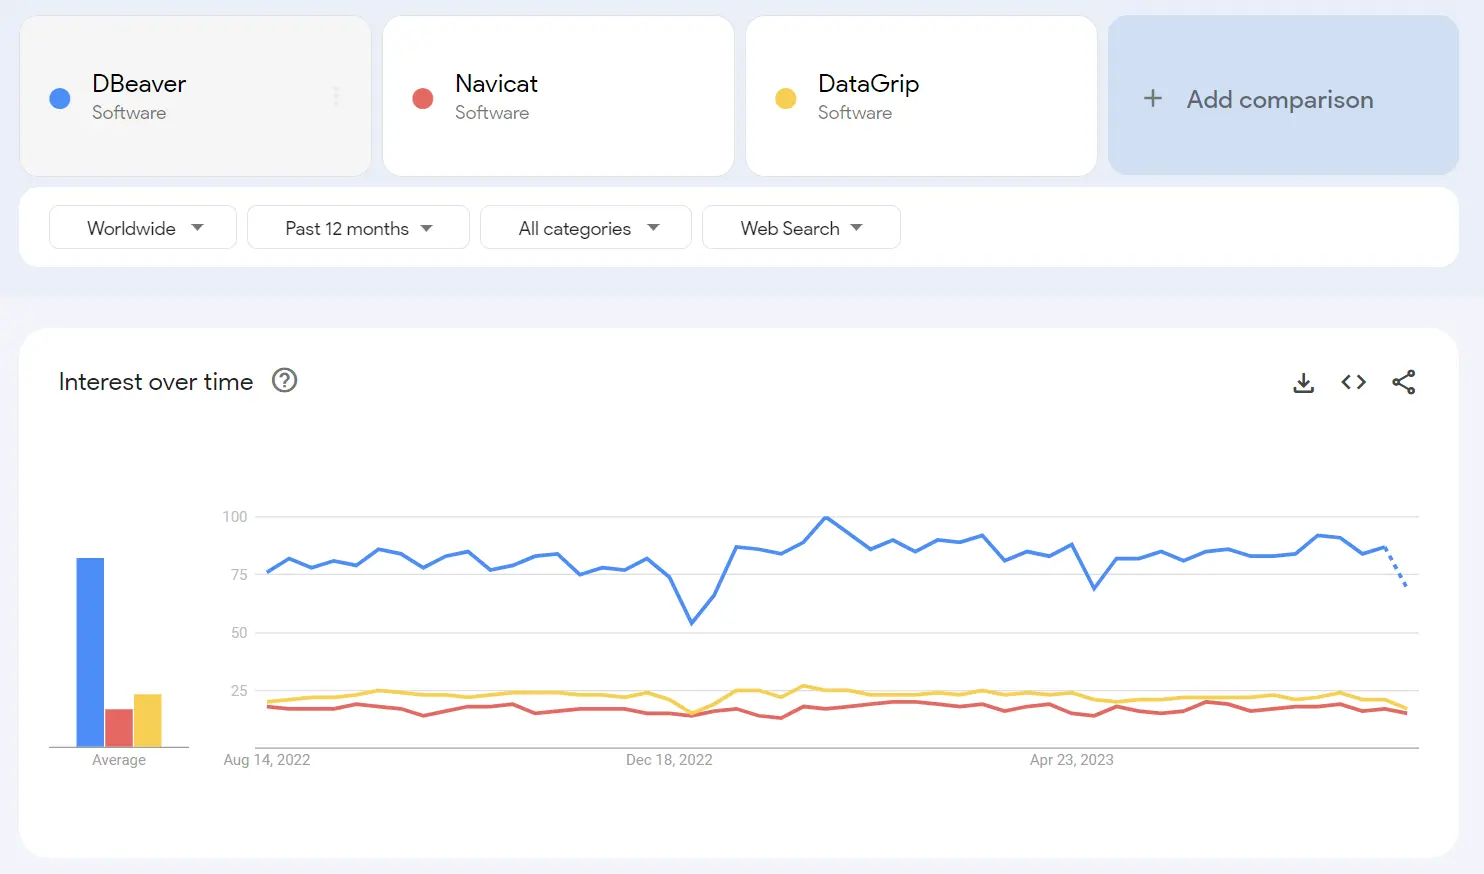 DBeaver
Software
Navicat
Software
DataGrip
Software
+ Add comparison
Worldwide
Past 12 months
All categories
Web Search
Interest over time
100
75
50
25
Average
Aug 14, 2022
Dec 18, 2022
Apr 23, 2023